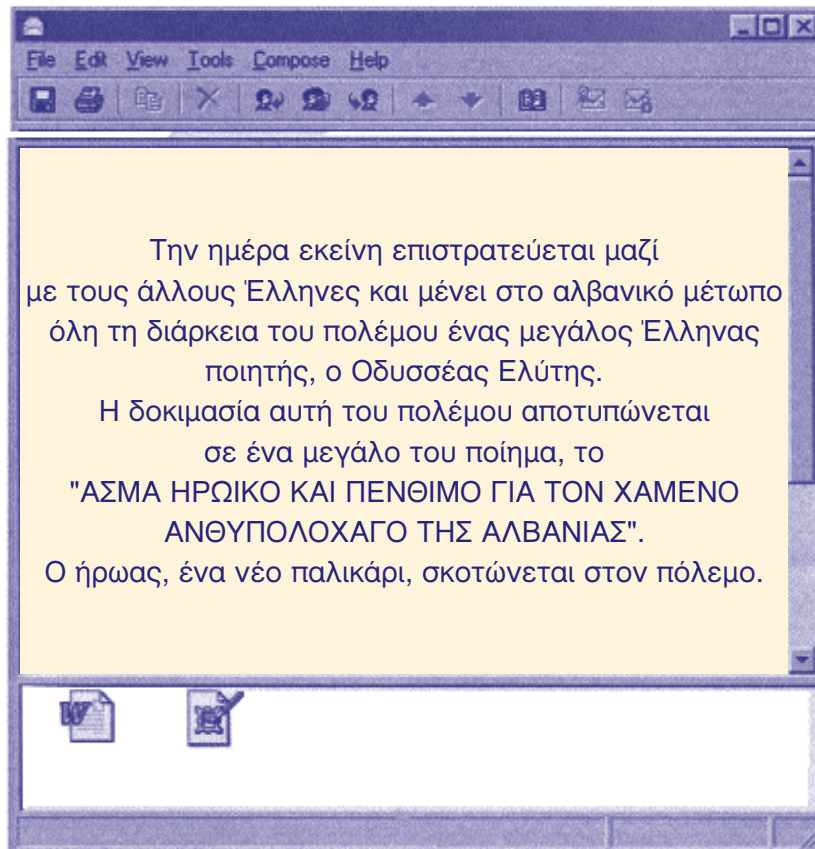 File Edit View Tools Compose Help
Την ημέρα εκείνη επιστρατεύεται μαζί
με τους άλλους Έλληνες και μένει στο αλβανικό μέτωπο
όλη τη διάρκεια του πολέμου ένας μεγάλος Έλληνας
ποιητής, ο Οδυσσέας Ελύτης.
Η δοκιμασία αυτή του πολέμου αποτυπώνεται
σε ένα μεγάλο του ποίημα, το
"ΑΣΜΑ ΗΡΩΙΚΟ ΚΑΙ ΠΕΝΘΙΜΟ ΓΙΑ ΤΟΝ ΧΑΜΕΝΟ
ΑΝΘΥΠΟΛΟΧΑΓΟ ΤΗΣ ΑΛΒΑΝΙΑΣ".
Ο ήρωας, ένα νέο παλικάρι, σκοτώνεται στον πόλεμο.
W